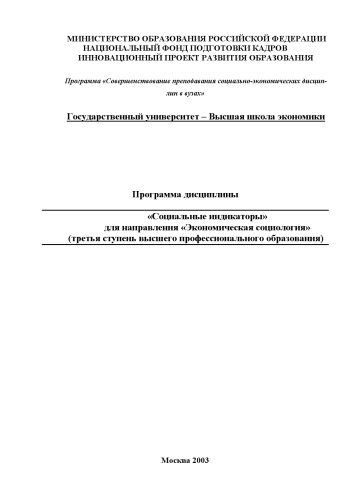 МИНИСТЕРСТВО ОБРАЗОВАНИЯ РОССИЙСКОЙ ФЕДЕРАЦИИ
НАЦИОНАЛЬНЫЙ ФОНД ПОДГОТОВКИ КАДРОВ
ИННОВАЦИОННЫЙ ПРОЕКТ РАЗВИТИЯ ОБРАЗОВАНИЯ
Программа «Совершенствование преподавания социально-экономических дисцип-
лин в вузах»
Государственный университет – Высшая школа экономики
Программа дисциплины
«Социальные индикаторы»
для направления «Экономическая социология»
(третья ступень высшего профессионального образования)
Москва 2003